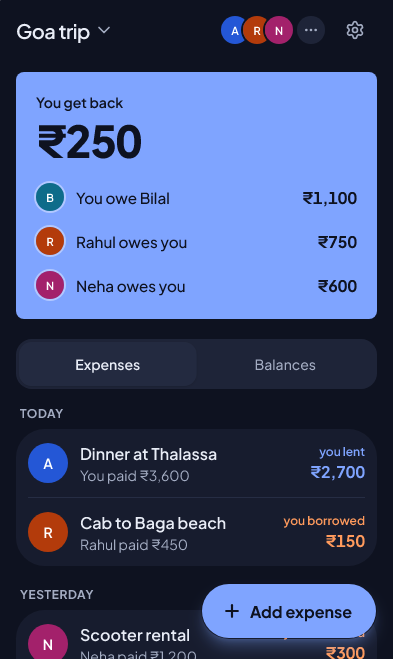 Goa trip
A R N ...
You get back
₹250
B You owe Bilal ₹1,100
R Rahul owes you ₹750
N Neha owes you ₹600
Expenses Balances
TODAY
A Dinner at Thalassa you lent
You paid ₹3,600 ₹2,700
R Cab to Baga beach you borrowed
Rahul paid ₹450 ₹150
YESTERDAY
+ Add expense
N Scooter rental
Neha paid ₹1,200 ₹300